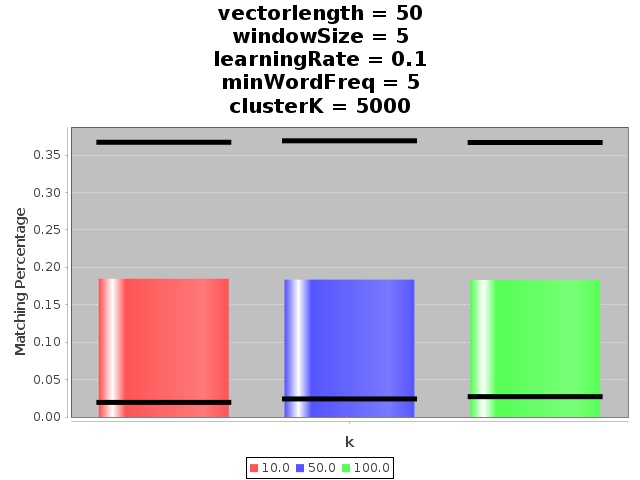 vectorlength = 50
windowSize = 5
learningRate = 0.1
minWordFreq = 5
clusterK = 5000
0.35
0.30
0.25
0.20
0.15
0.10
0.05
0.00
Matching Percentage
k
10.0 50.0 100.0